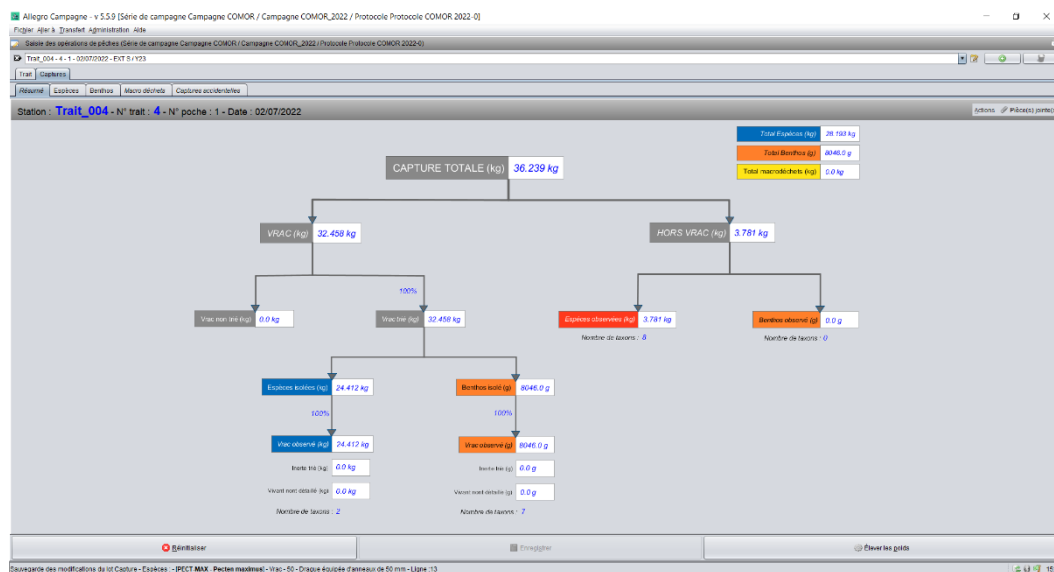 Allegro Campagne - v 5.5.9 [Série de campagne Campagne COMOR / Campagne COMOR_2022 / Protocole Protocole COMOR 2022-0]
Fichier Aller à Transfert Administration Aide
Saisie des opérations de pêches (Série de campagne Campagne COMOR / Campagne COMOR_2022 / Protocole Protocole COMOR 2022-0)
Trait_004 - 4 - 1 - 02/07/2022 - EXT S / Y23
Trait Captures
Résumé Espèces Benthos Macro déchets Captures accidentelles
Station : Trait_004 - N° trait : 4 - N° poche : 1 - Date : 02/07/2022
Actions Pièce(s) jointe(s)
Total Espèces (kg) 28.193 kg
Total Benthos (g) 8046.0 g
Total macrodéchets (kg) 0.0 kg
CAPTURE TOTALE (kg) 36.239 kg
VRAC (kg) 32.458 kg
HORS VRAC (kg) 3.781 kg
100%
Vrac non trié (kg) 0.0 kg
Vrac trié (kg) 32.458 kg
Espèces observées (kg) 3.781 kg
Benthos observé (g) 0.0 g
Nombre de taxons : 8
Nombre de taxons : 0
Espèces isolées (kg) 24.412 kg
Benthos isolé (g) 8046.0 g
100%
100%
Vrac observé (kg) 24.412 kg
Vrac observé (g) 8046.0 g
Inerte trié (kg) 0.0 kg
Inerte trié (g) 0.0 g
Vivant nont détaillé (kg) 0.0 kg
Vivant nont détaillé (g) 0.0 g
Nombre de taxons : 2
Nombre de taxons : 7
Réinitialiser
Enregistrer
Élever les poids
Sauvegarde des modifications du lot Capture - Espèces : - [PECT MAX - Pecten maximus] - Vrac - 50 - Drague équipée d'anneaux de 50 mm - Ligne :13